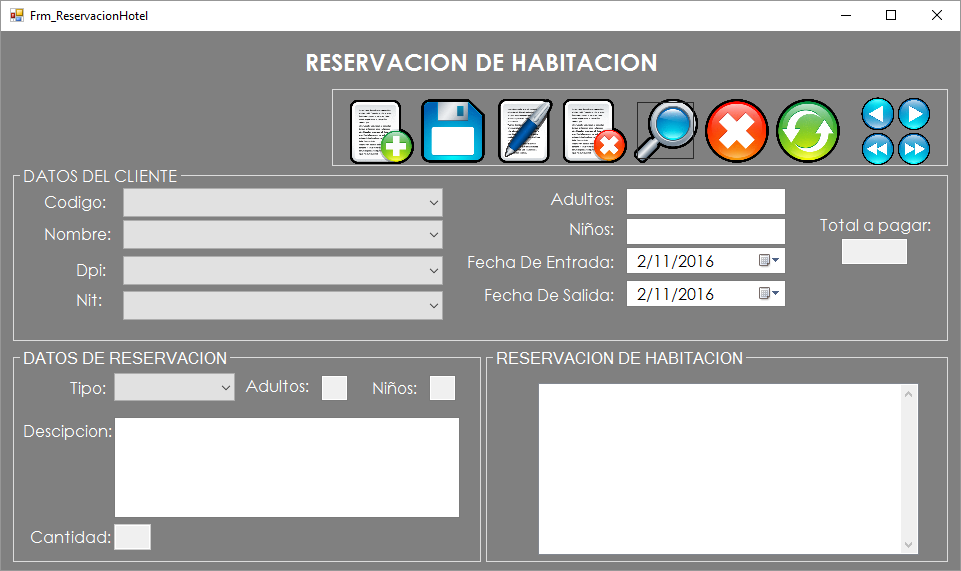 Frm_ReservacionHotel
RESERVACION DE HABITACION
DATOS DEL CLIENTE
Codigo:
Nombre:
Dpi:
Nit:
Adultos:
Niños:
Fecha De Entrada: 2/11/2016
Fecha De Salida: 2/11/2016
Total a pagar:
DATOS DE RESERVACION
Tipo: Adultos: Niños:
Descipcion:
Cantidad:
RESERVACION DE HABITACION